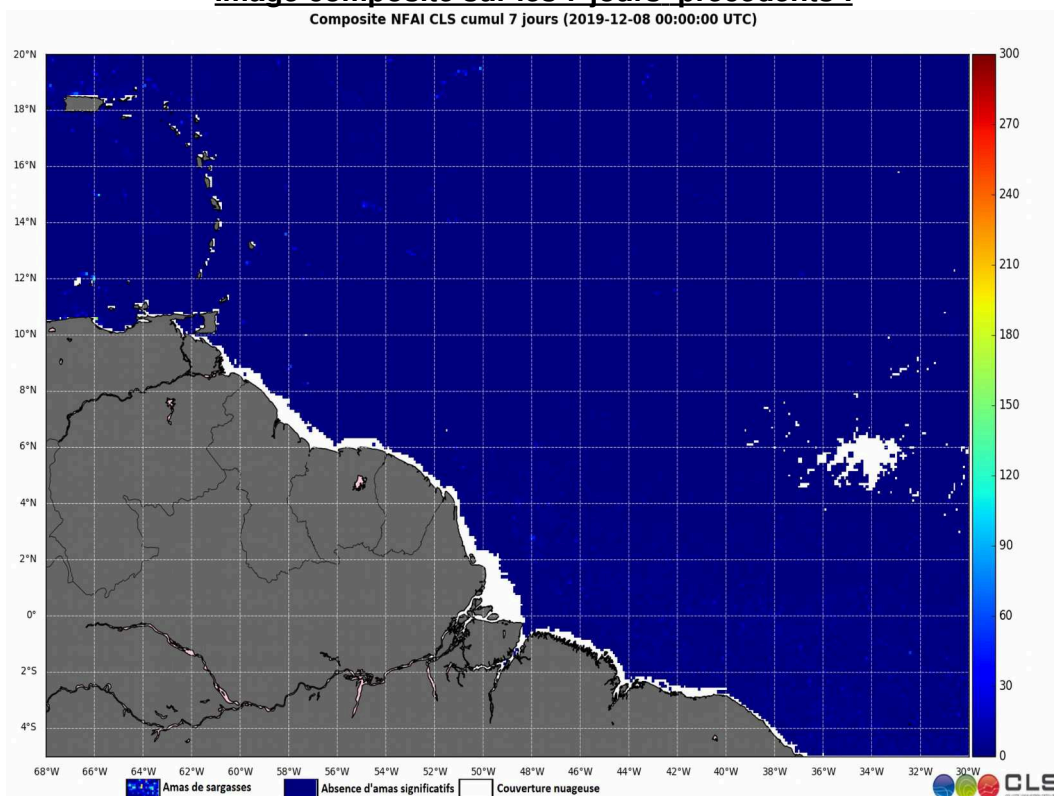 Image composite sur les 7 jours précédents :
Composite NFAI CLS cumul 7 jours (2019-12-08 00:00:00 UTC)
20°N
18°N
16°N
14°N
12°N
10°N
8°N
6°N
4°N
2°N
0°
2°S
4°S
68°W 66°W 64°W 62°W 60°W 58°W 56°W 54°W 52°W 50°W 48°W 46°W 44°W 42°W 40°W 38°W 36°W 34°W 32°W 30°W
300
270
240
210
180
150
120
90
60
30
0
Amas de sargasses Absence d'amas significatifs Couverture nuageuse
CLS